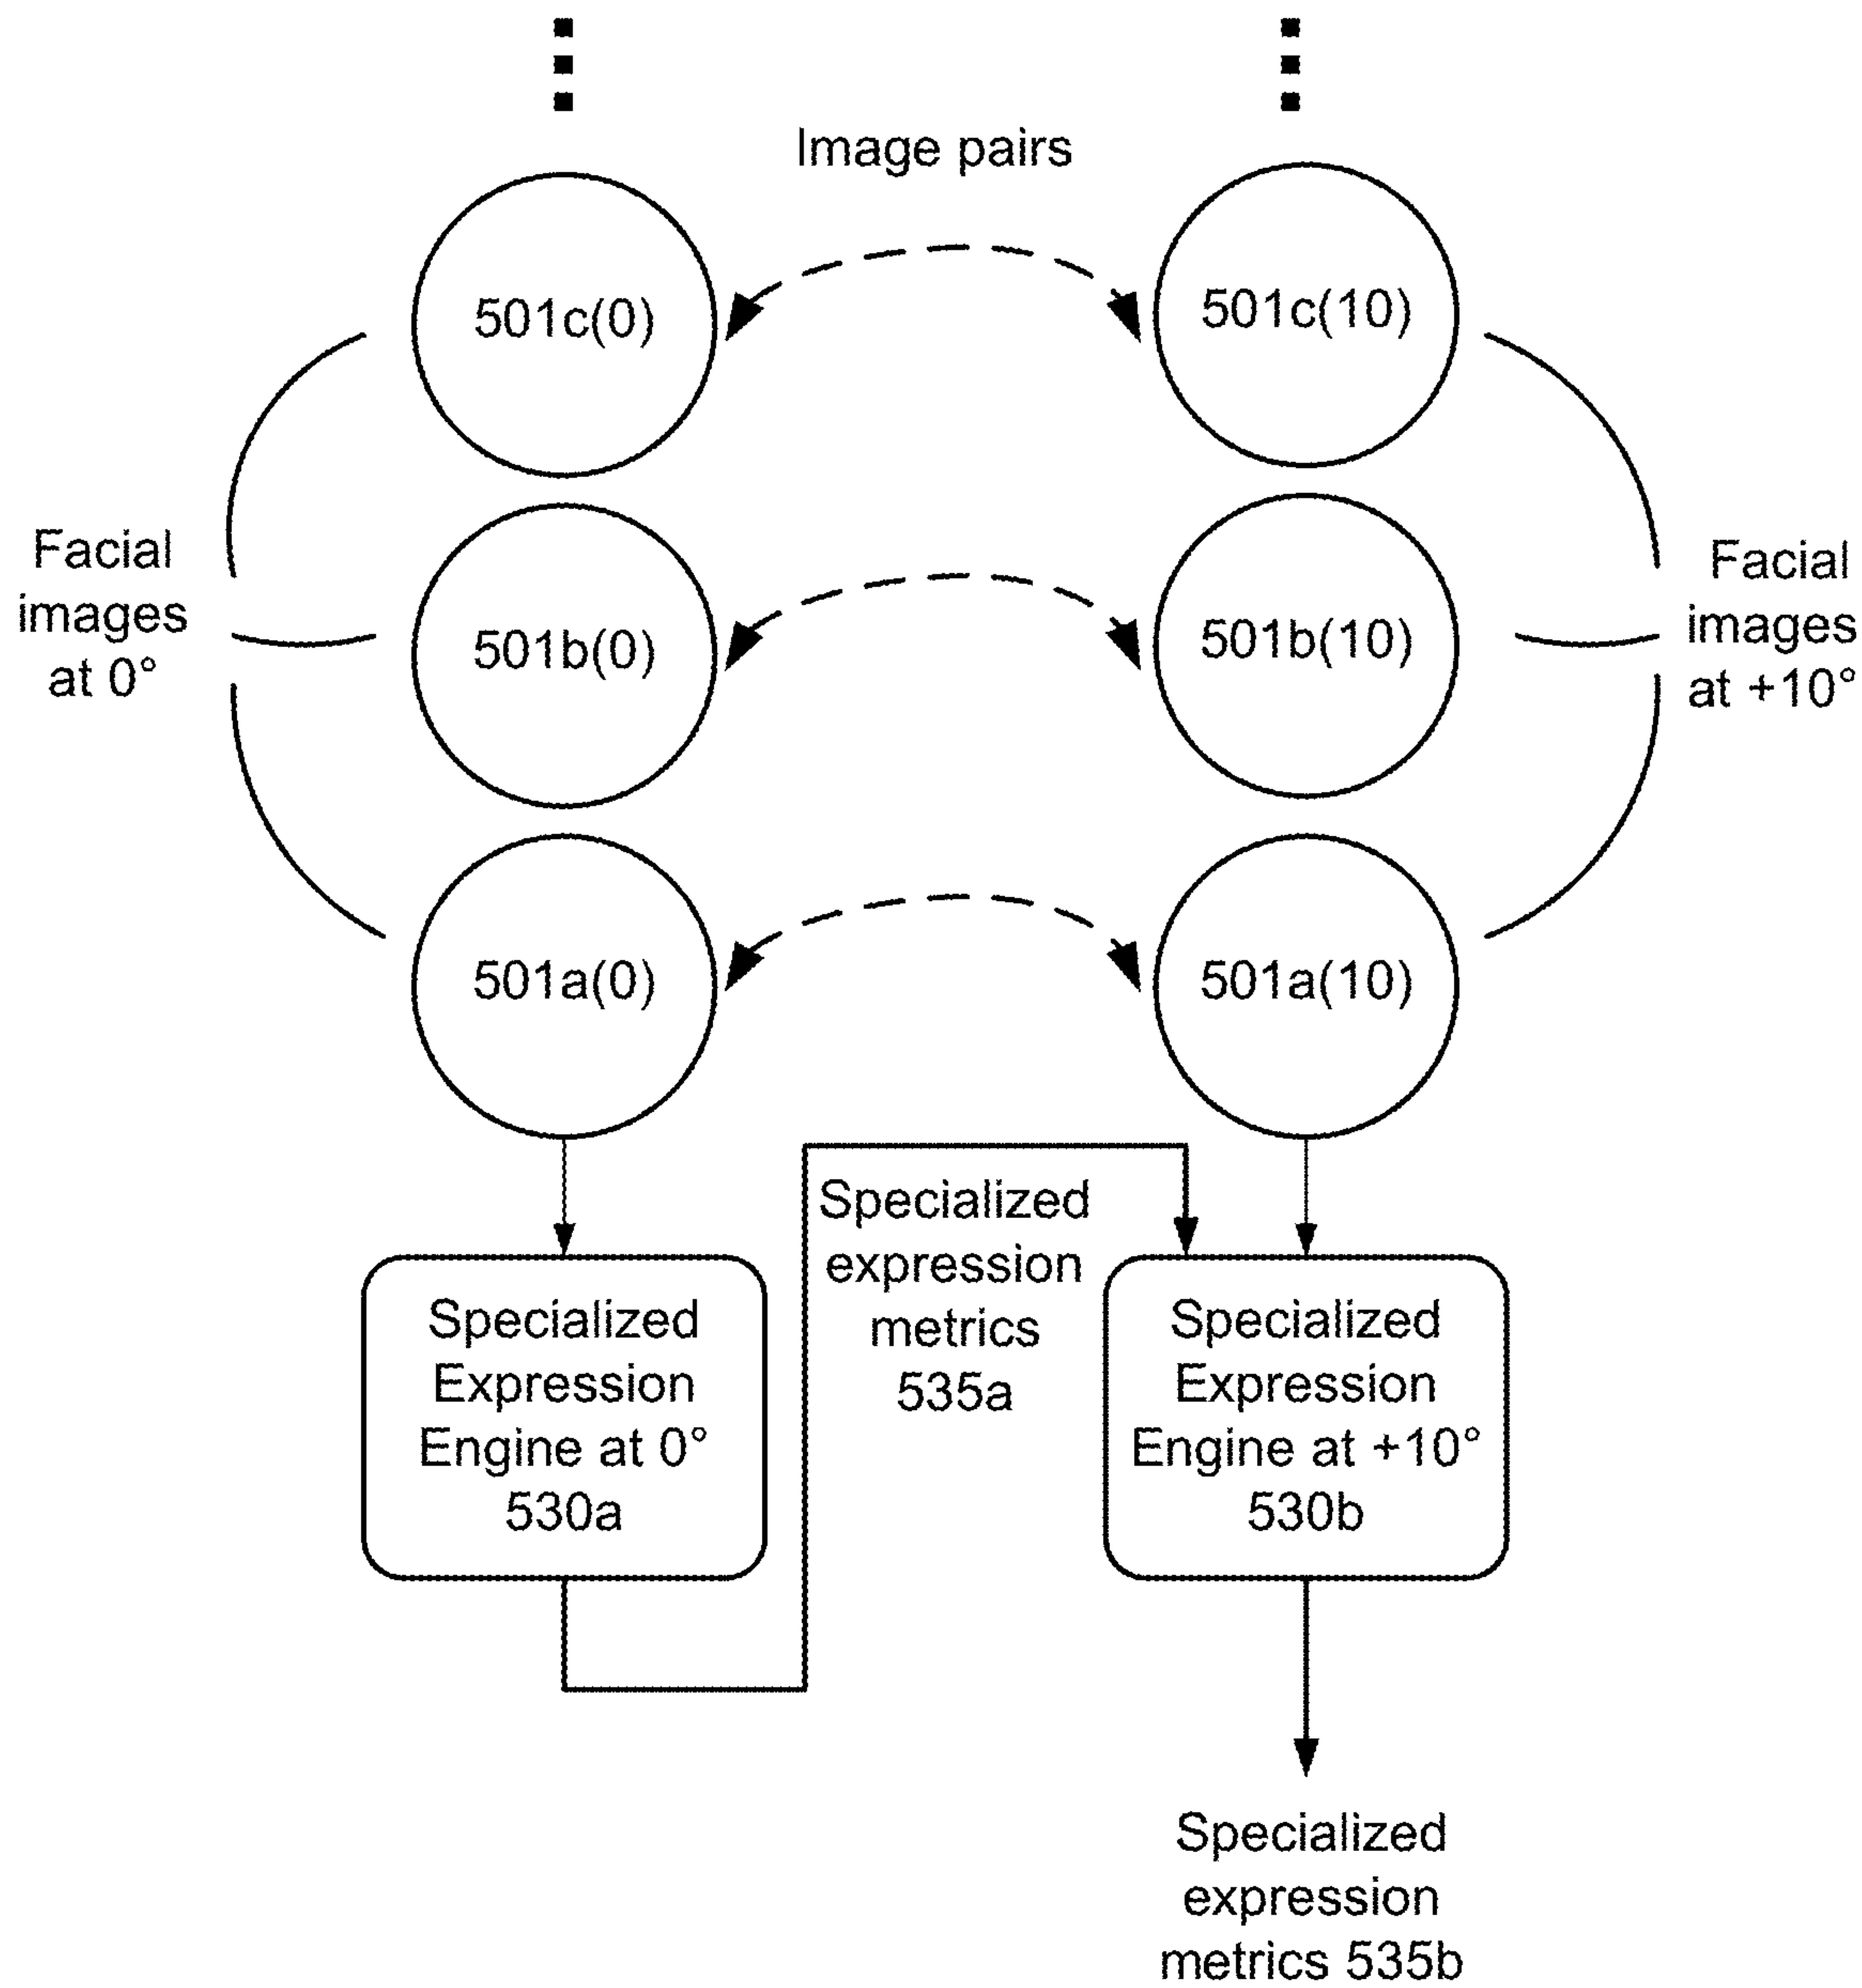 Image pairs
501c(0)
501c(10)
Facial
images
at 0°
501b(0)
501b(10)
Facial
images
at +10°
501a(0)
501a(10)
Specialized
expression
metrics
535a
Specialized
Expression
Engine at 0°
530a
Specialized
Expression
Engine at +10°
530b
Specialized
expression
metrics 535b